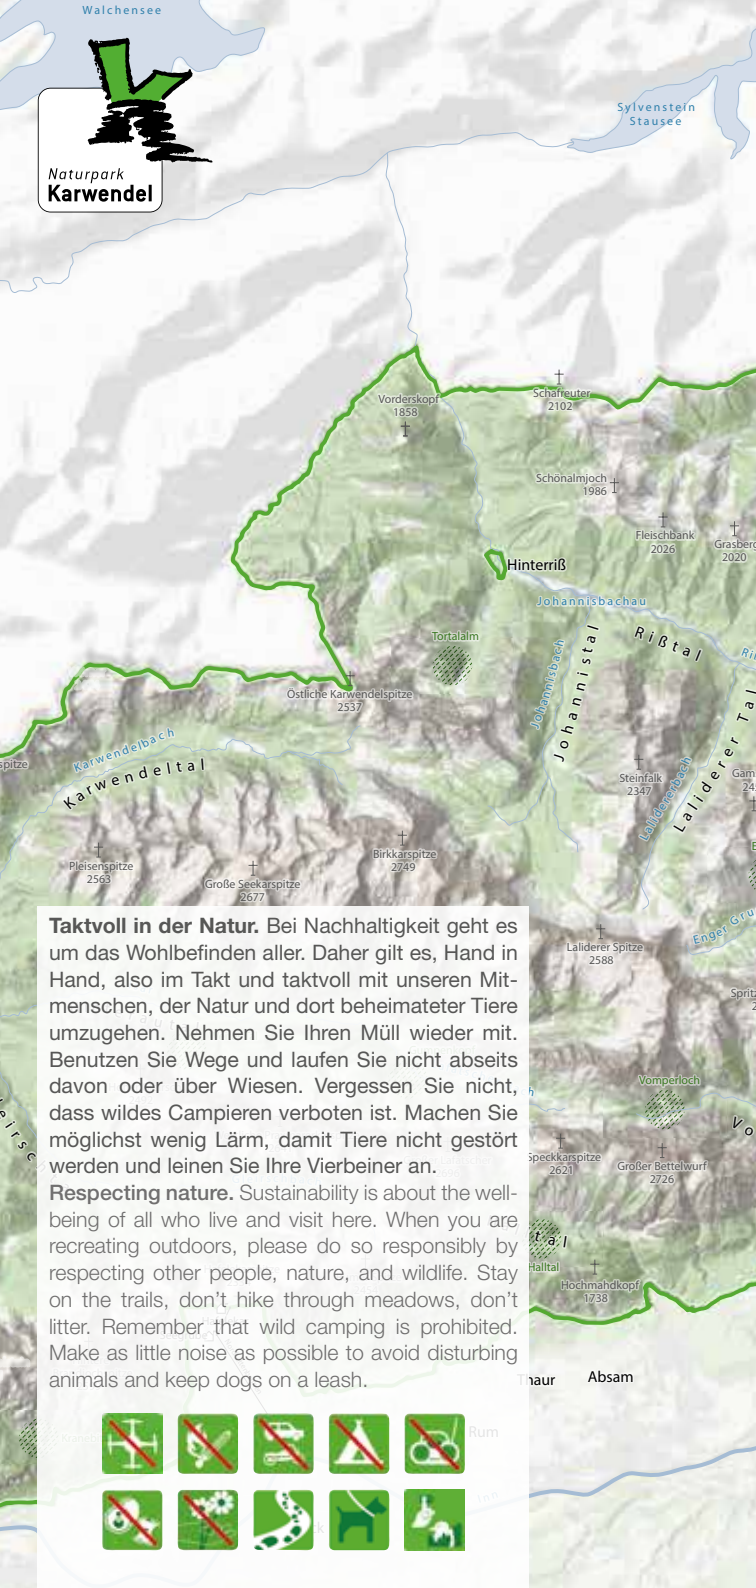 Walchensee
Sylvenstein
Stausee
Naturpark
Karwendel
Vorderskopf
1858
Schafreuter
2102
Schönalmjoch
1986
Fleischbank
2026
Grasberg
2020
Hinterriß
Johannisbachau
Rißtal
Tortalalm
Johannisbach
Johannistal
Östliche Karwendelspitze
2537
Karwendelbach
Karwendeltal
spitze
Steinfalk
2347
Laliderer Tal
Laliderer bach
Pleisenspitze
2563
Große Seekarspitze
2677
Birkkarspitze
2749
Laliderer Spitze
2588
Enger Gru
Vomperloch
Speckkarspitze
2621
Großer Bettelwurf
2726
Halltal
Hochmahdkopf
1738
Thaur
Absam
Rum
Inn
Taktvoll in der Natur. Bei Nachhaltigkeit geht es
um das Wohlbefinden aller. Daher gilt es, Hand in
Hand, also im Takt und taktvoll mit unseren Mit-
menschen, der Natur und dort beheimateter Tiere
umzugehen. Nehmen Sie Ihren Müll wieder mit.
Benutzen Sie Wege und laufen Sie nicht abseits
davon oder über Wiesen. Vergessen Sie nicht,
dass wildes Campieren verboten ist. Machen Sie
möglichst wenig Lärm, damit Tiere nicht gestört
werden und leinen Sie Ihre Vierbeiner an.
Respecting nature. Sustainability is about the well-
being of all who live and visit here. When you are
recreating outdoors, please do so responsibly by
respecting other people, nature, and wildlife. Stay
on the trails, don't hike through meadows, don't
litter. Remember that wild camping is prohibited.
Make as little noise as possible to avoid disturbing
animals and keep dogs on a leash.